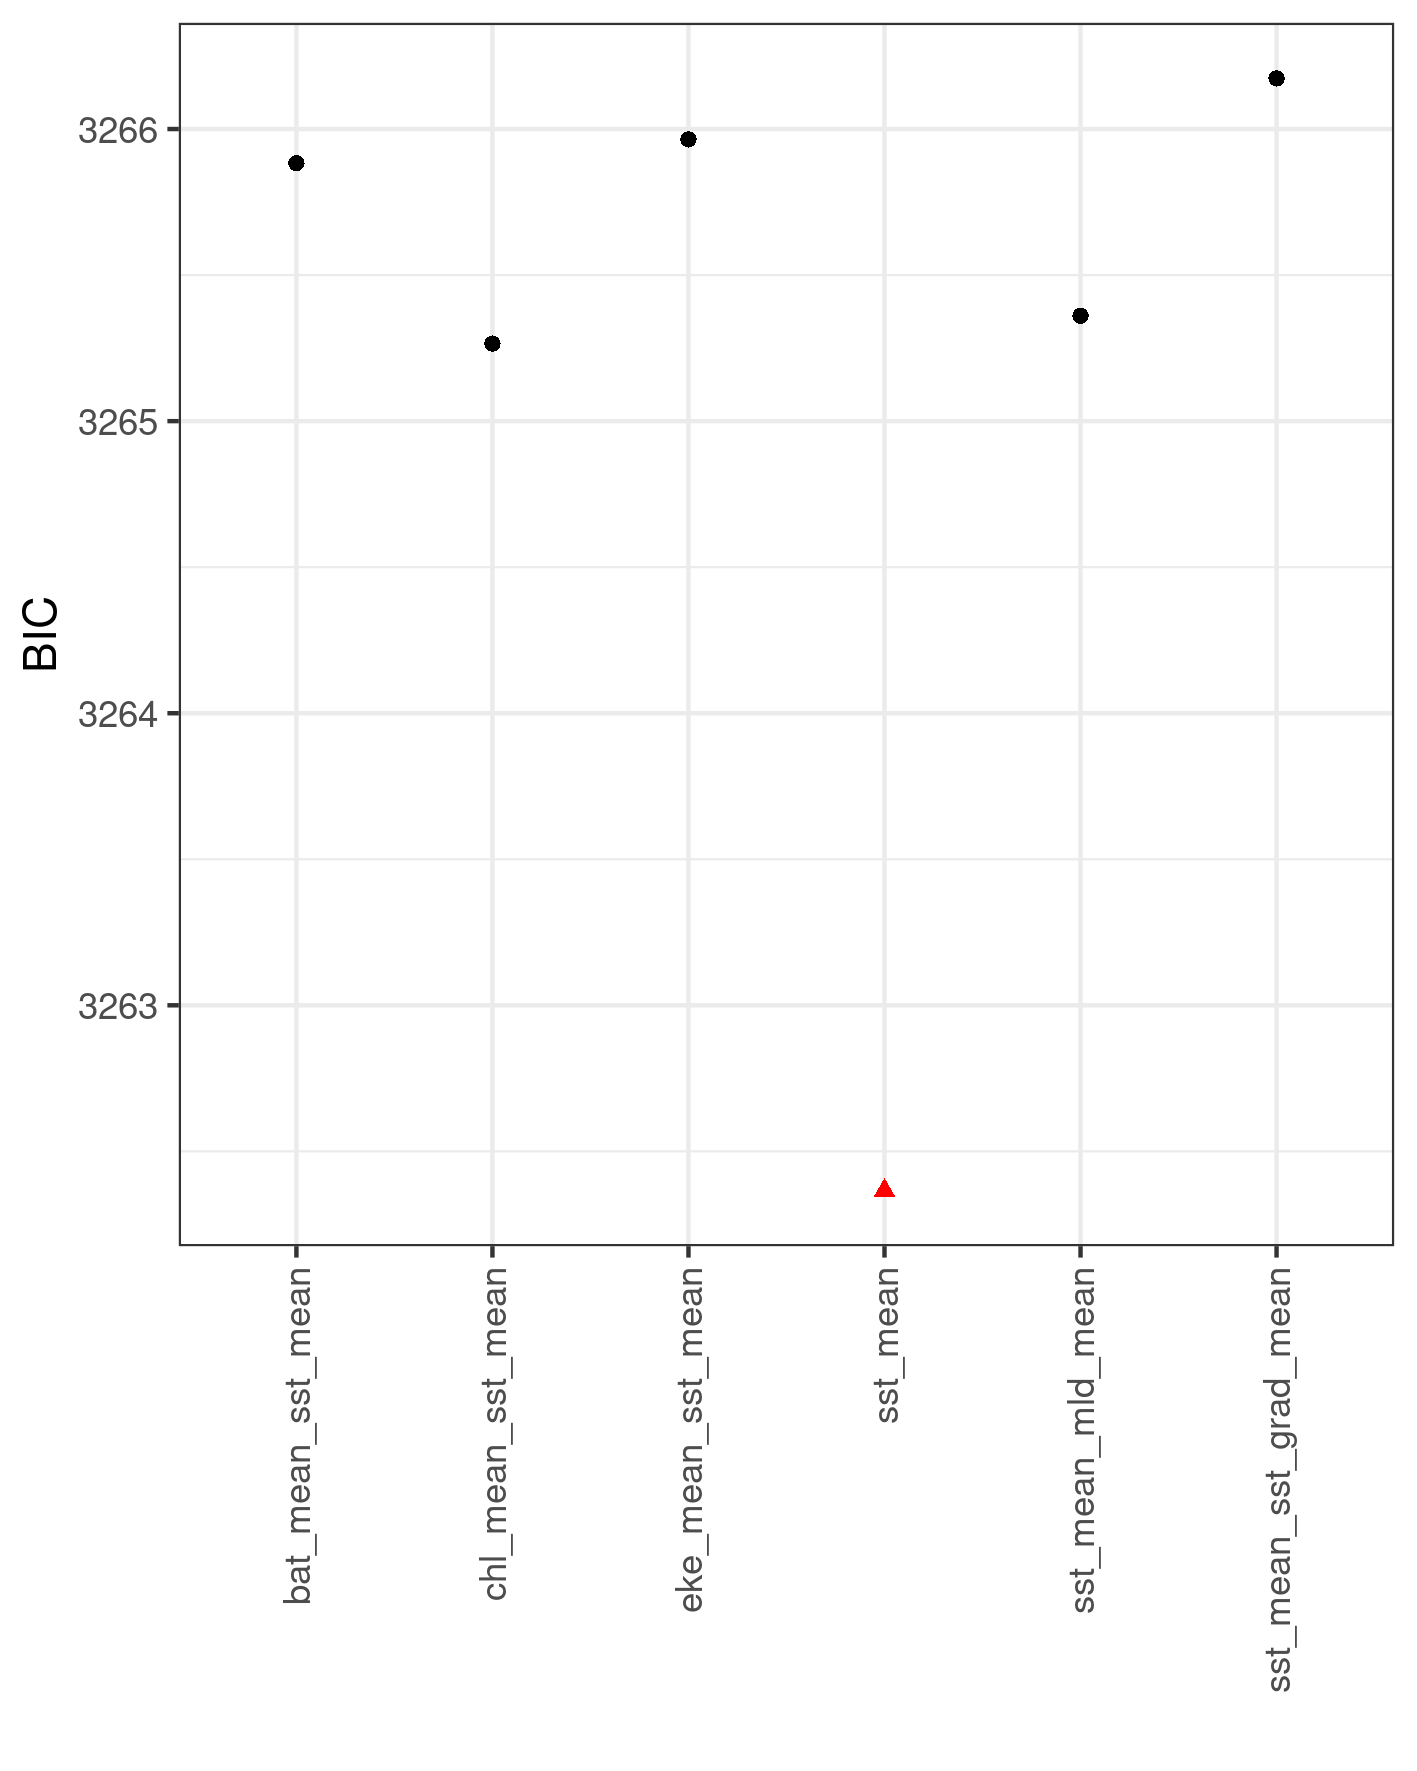 3266
3265
3264
3263
BIC
bat_mean_sst_mean
chl_mean_sst_mean
eke_mean_sst_mean
sst_mean
sst_mean_mld_mean
sst_mean_sst_grad_mean